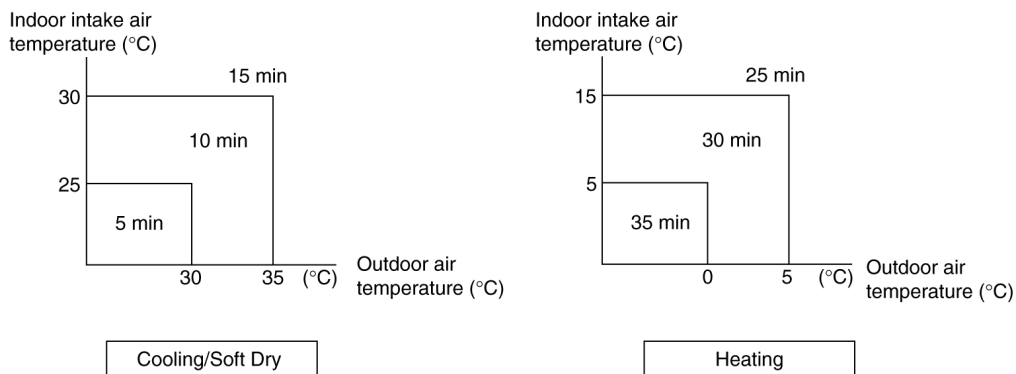 Indoor intake air
temperature (°C)
15 min
30
10 min
25
5 min
30 35 (°C)
Outdoor air
temperature (°C)
Cooling/Soft Dry
Indoor intake air
temperature (°C)
25 min
15
30 min
5
35 min
0 5 (°C)
Outdoor air
temperature (°C)
Heating